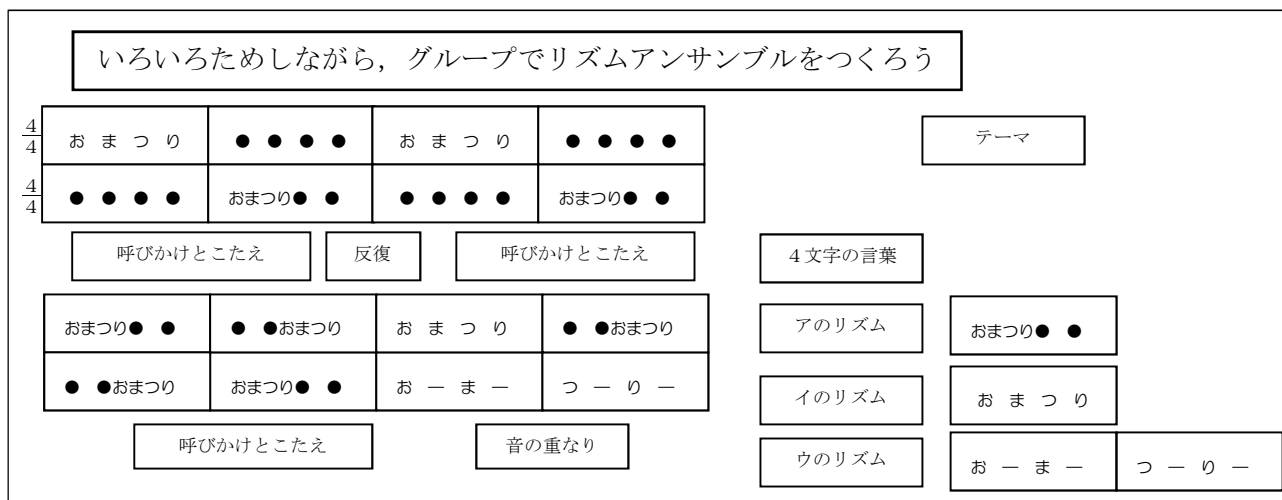 いろいろためしながら，グループでリズムアンサンブルをつくろう
4/4 お ま つ り ● ● ● ● お ま つ り ● ● ● ●
4/4 ● ● ● ● おまつり● ● ● ● ● ● おまつり● ●
テーマ
呼びかけとこたえ 反復 呼びかけとこたえ
おまつり● ● ● ●おまつり お ま つ り ● ●おまつり
● ●おまつり おまつり● ● お ― ま ― つ ― り ―
呼びかけとこたえ 音の重なり
４文字の言葉
アのリズム おまつり● ●
イのリズム お ま つ り
ウのリズム お ― ま ― つ ― り ―